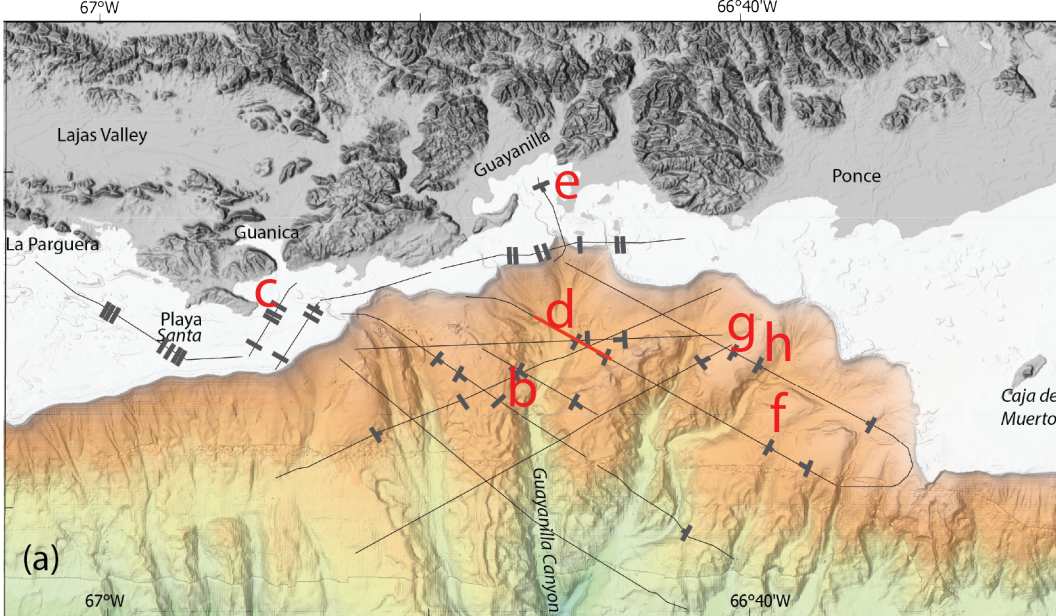 67°W 66°40'W
Lajas Valley
Guayanilla
e
Ponce
La Parguera
Guanica
c
Playa
Santa
d
g
h
b
f
Caja de
Muerto
Guayanilla Canyon
(a)
67°W 66°40'W